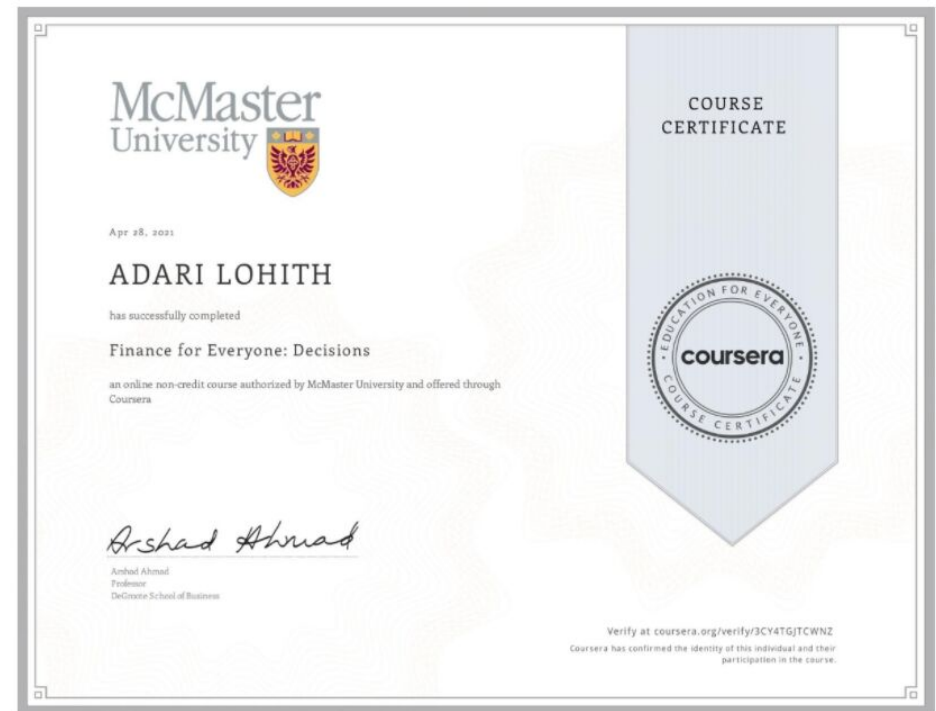 McMaster
University
Apr 28, 2021
ADARI LOHITH
has successfully completed
Finance for Everyone: Decisions
an online non-credit course authorized by McMaster University and offered through
Coursera
Arshad Ahmad
Arshad Ahmad
Professor
DeGroote School of Business
COURSE
CERTIFICATE
EDUCATION FOR EVERYONE
coursera
COURSE CERTIFICATE
Verify at coursera.org/verify/3CY4TGJTCWNZ
Coursera has confirmed the identity of this individual and their
participation in the course.